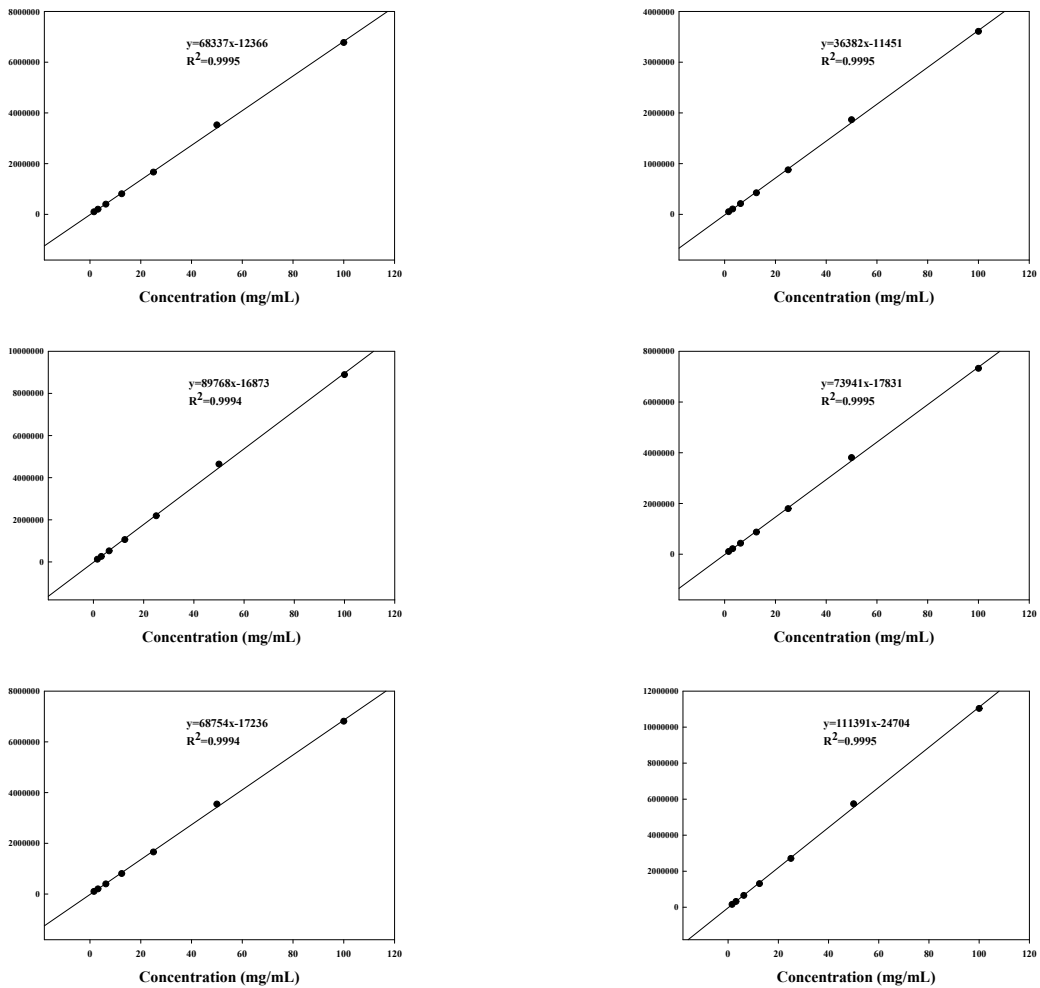 8000000
y=68337x-12366
R2=0.9995
6000000
4000000
2000000
0
0 20 40 60 80 100 120
Concentration (mg/mL)
4000000
y=36382x-11451
R2=0.9995
3000000
2000000
1000000
0
0 20 40 60 80 100 120
Concentration (mg/mL)
10000000
y=89768x-16873
R2=0.9994
8000000
6000000
4000000
2000000
0
0 20 40 60 80 100 120
Concentration (mg/mL)
8000000
y=73941x-17831
R2=0.9995
6000000
4000000
2000000
0
0 20 40 60 80 100 120
Concentration (mg/mL)
8000000
y=68754x-17236
R2=0.9994
6000000
4000000
2000000
0
0 20 40 60 80 100 120
Concentration (mg/mL)
12000000
y=111391x-24704
R2=0.9995
10000000
8000000
6000000
4000000
2000000
0
0 20 40 60 80 100 120
Concentration (mg/mL)